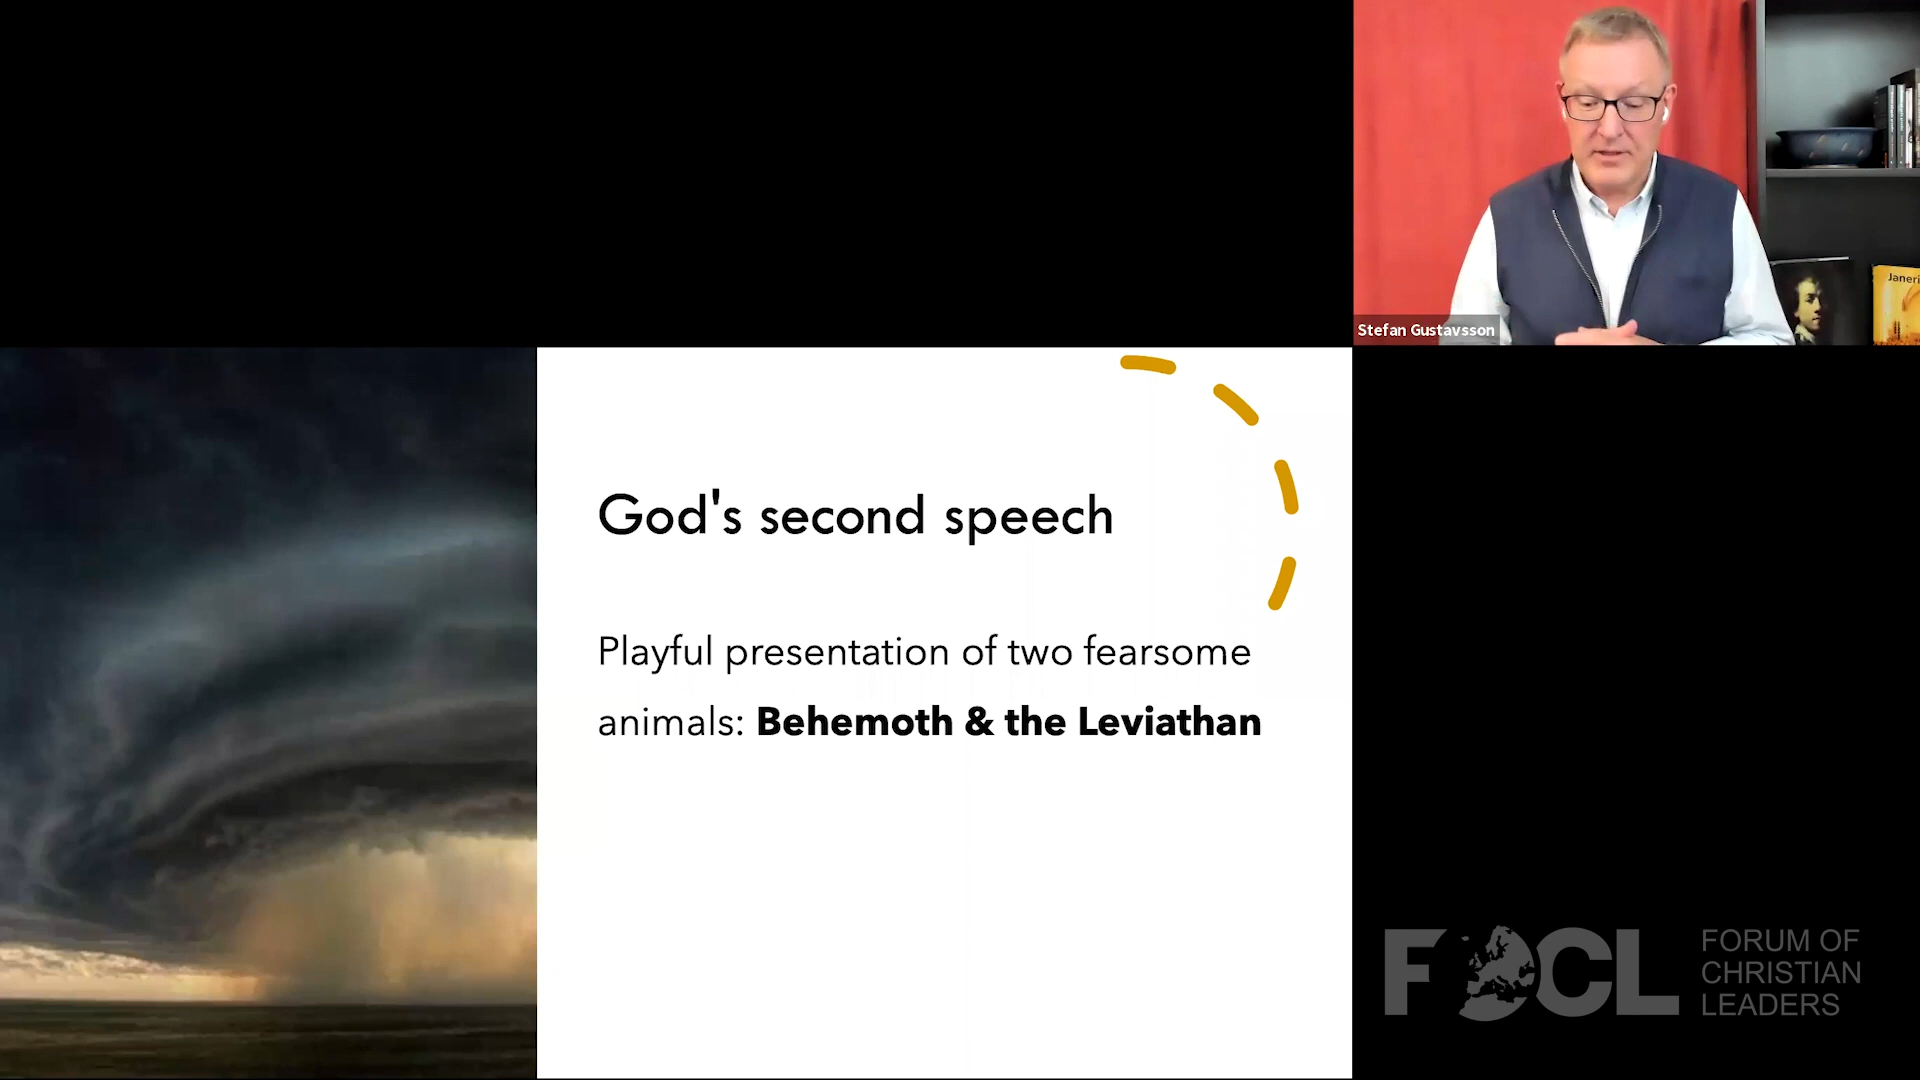 Janeri
Stefan Gustavsson
God's second speech
Playful presentation of two fearsome
animals: Behemoth & the Leviathan
FOCL
FORUM OF
CHRISTIAN
LEADERS